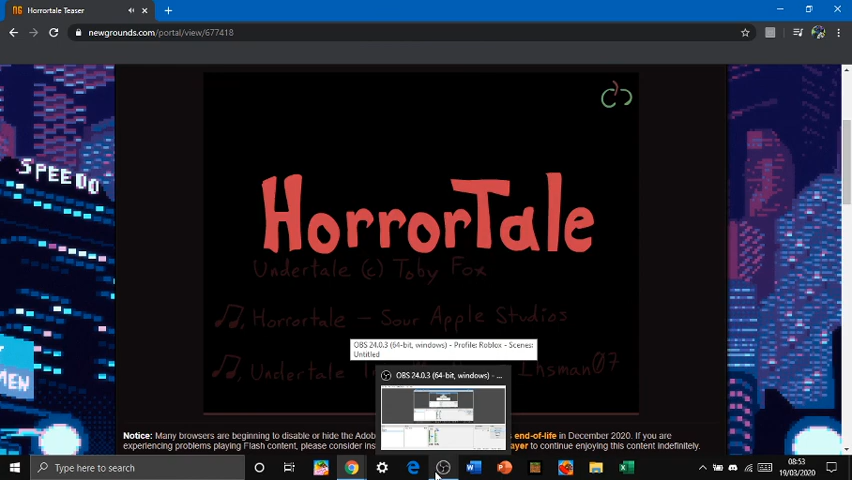 Horrortale Teaser
newgrounds.com/portal/view/677418
SPEEDO
HorrorTale
Undertale (c) Toby Fox
Horrortale – Sour Apple Studios
OBS 24.0.3 (64-bit, windows) - Profile: Roblox - Scenes:
Untitled
Undertale
07
OBS 24.0.3 (64-bit, windows) - ...
MEN
Notice: Many browsers are beginning to disable or hide the Adob
end-of-life in December 2020. If you are
experiencing problems playing Flash content, please consider ins
yer to continue enjoying this content indefinitely.
Type here to search
08:53
19/03/2020